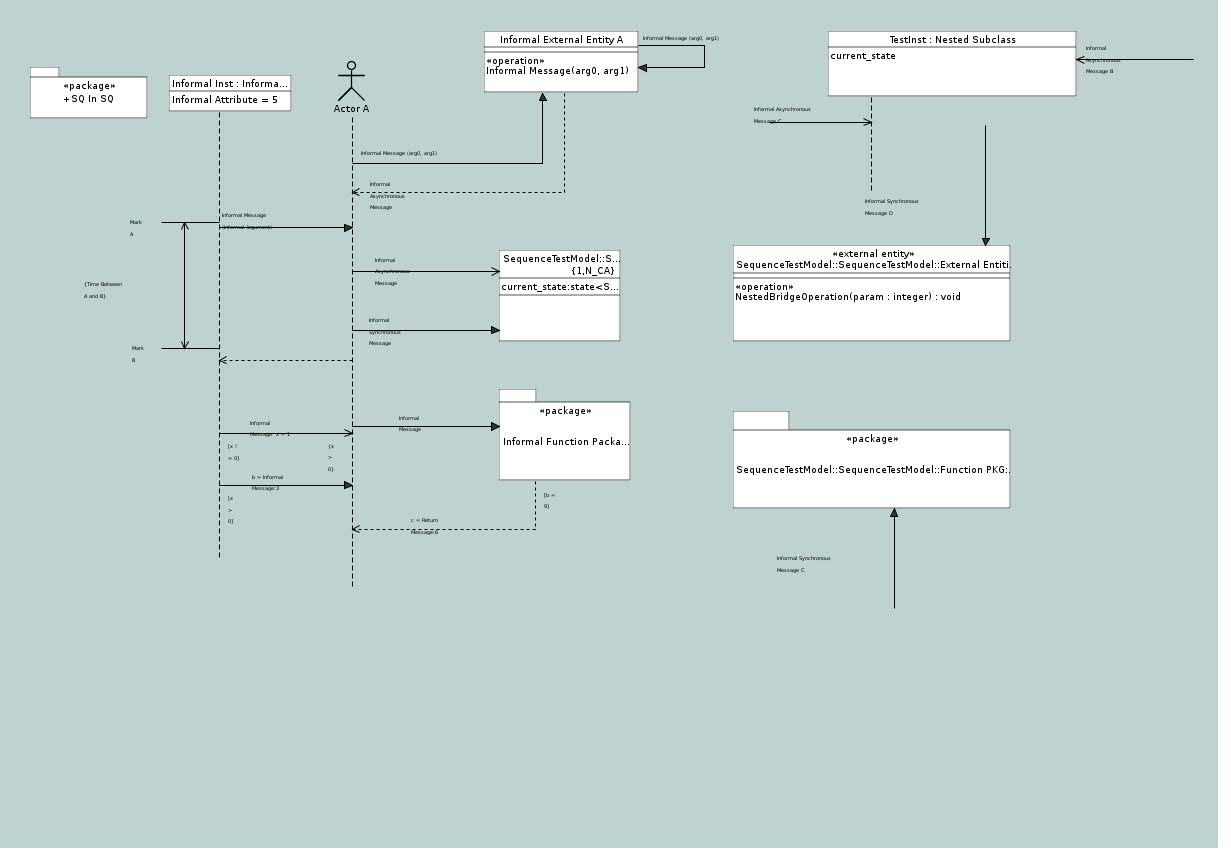 «package»
+ SQ In SQ
Informal Inst : Informa...
Informal Attribute = 5
Actor A
Informal External Entity A
«operation»
Informal Message(arg0, arg1)
Informal Message (arg0, arg1)
TestInst : Nested Subclass
current_state
Informal
Asynchronous
Message B
Informal Asynchronous
Message C
Informal Synchronous
Message D
Informal Message (arg0, arg1)
Informal
Asynchronous
Message
Mark
A
Informal Message
(Informal Argument)
{Time Between
A and B}
Mark
B
Informal
Asynchronous
Message
SequenceTestModel::S...
{1,N_CA}
current_state:state<S...
Informal
Synchronous
Message
«external entity»
SequenceTestModel::SequenceTestModel::External Entiti.
«operation»
NestedBridgeOperation(param : integer) : void
Informal
Message x = 1
[x !
= 0]
{x
>
0}
b = Informal
Message:3
[x
>
0]
Informal
Message
«package»
Informal Function Packa...
[b =
9]
c = Return
Message:6
«package»
SequenceTestModel::SequenceTestModel::Function PKG:.
Informal Synchronous
Message C